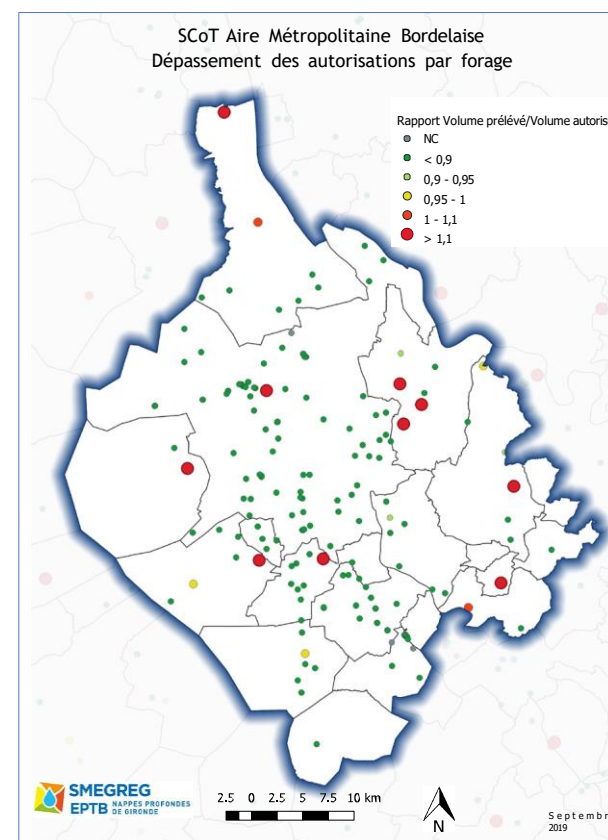 SCoT Aire Métropolitaine Bordelaise
Dépassement des autorisations par forage
Rapport Volume prélévé/Volume autoris
NC
< 0,9
0,9 - 0,95
0,95 - 1
1 - 1,1
> 1,1
SMEGREG
EPTB NAPPES PROFONDES
DE GIRONDE
2.5 0 2.5 5 7.5 10 km
N
Septembr
2019